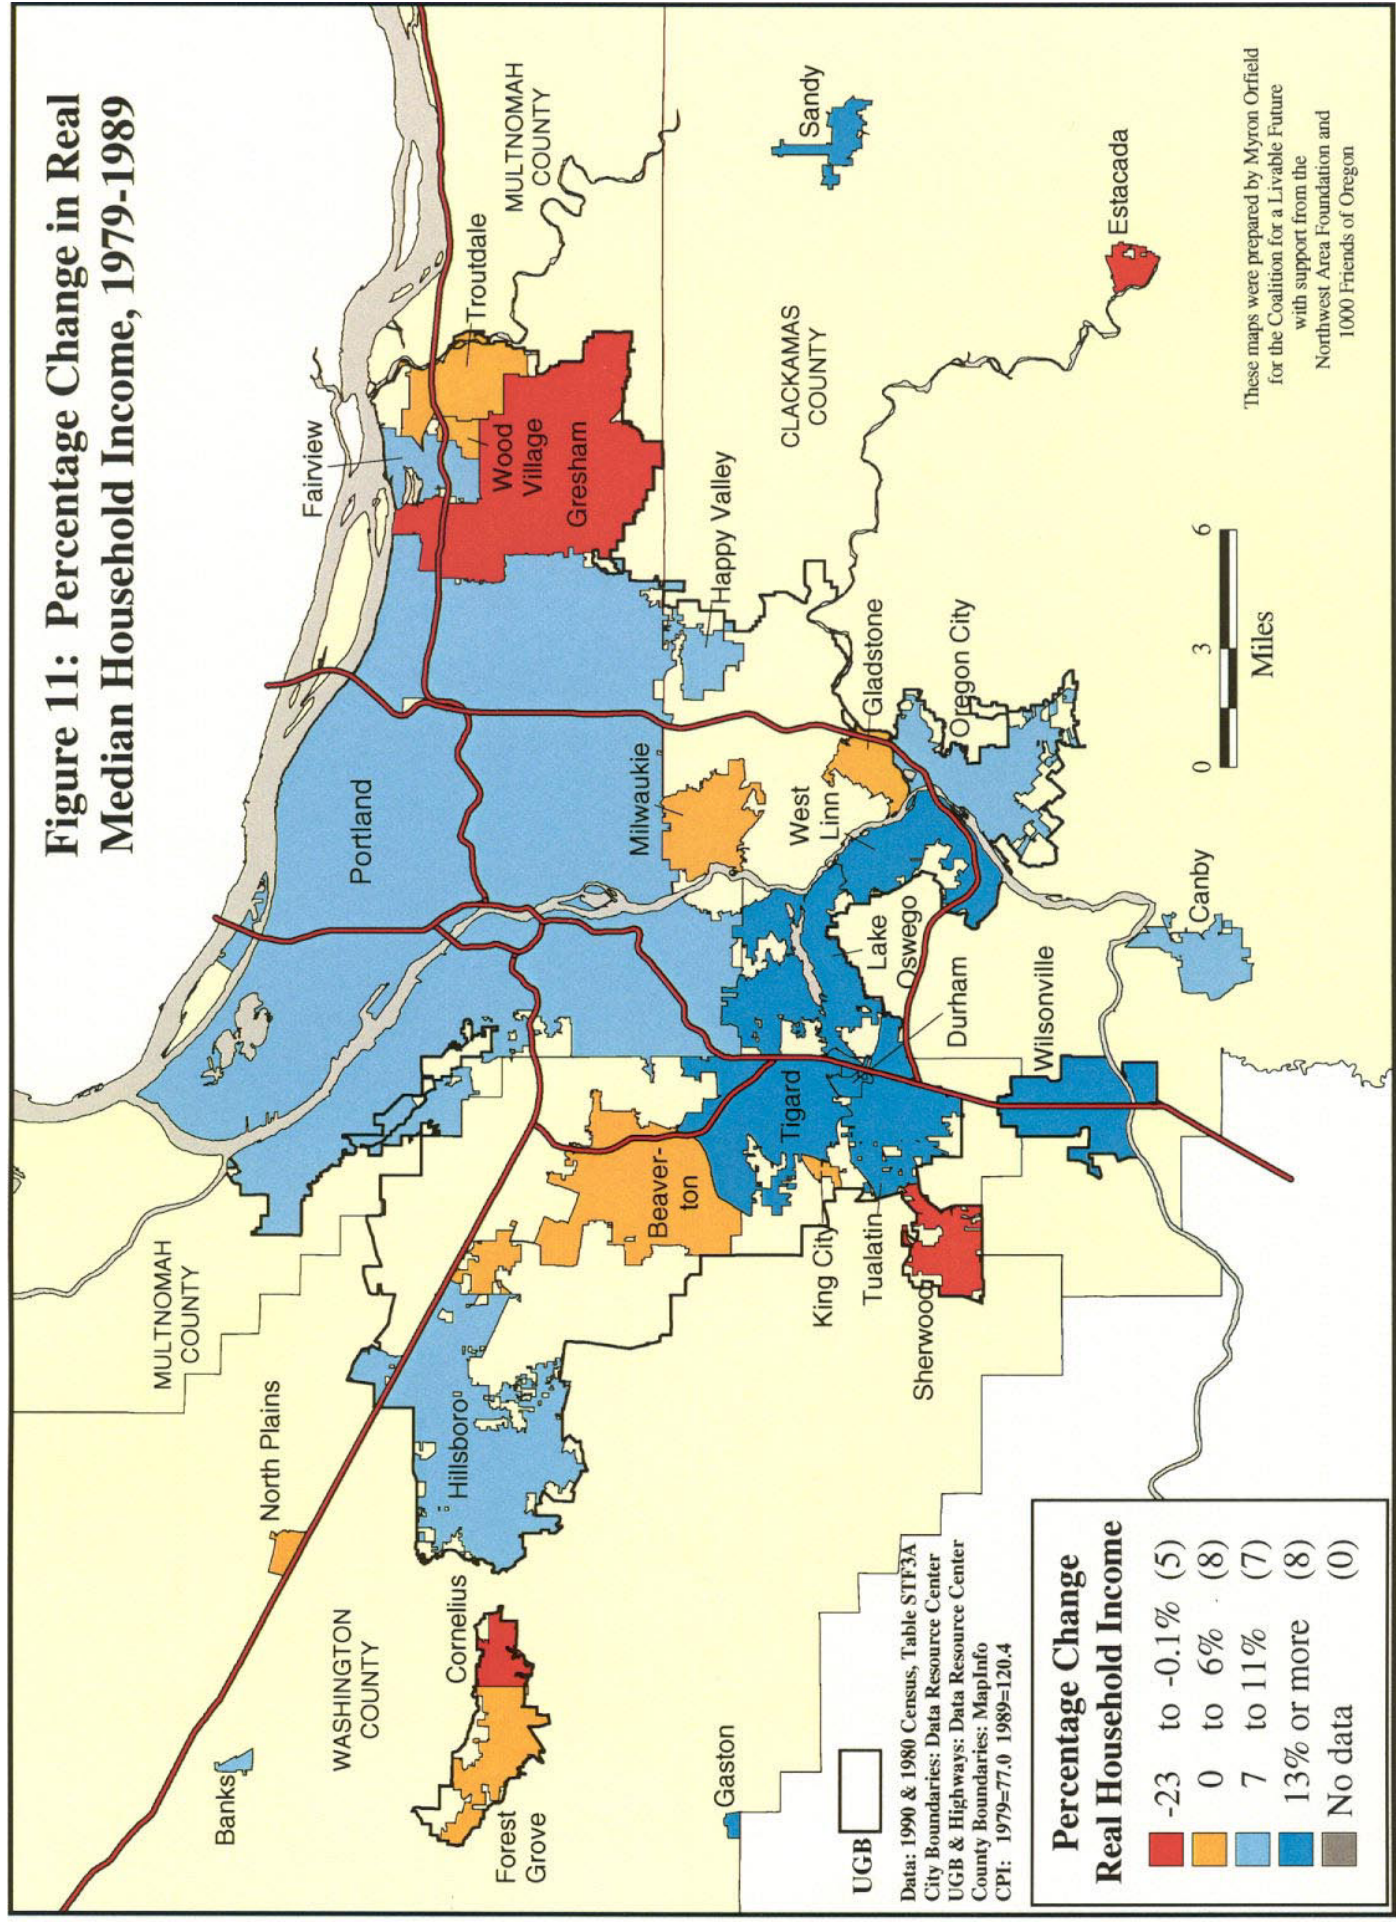 Figure 11: Percentage Change in Real
Median Household Income, 1979-1989
MULTNOMAH
COUNTY
North Plains
Banks
WASHINGTON
COUNTY
Cornelius
Forest
Grove
Hillsboro
Gaston
Portland
Fairview
Troutdale
Wood
Village
Gresham
MULTNOMAH
COUNTY
Beaver-
ton
Milwaukie
Happy Valley
CLACKAMAS
COUNTY
Sandy
Tigard
King City
Tualatin
Sherwood
West
Linn
Lake
Oswego
Durham
Gladstone
Oregon City
Wilsonville
Canby
Estacada
UGB
Data: 1990 & 1980 Census, Table STF3A
City Boundaries: Data Resource Center
UGB & Highways: Data Resource Center
County Boundaries: MapInfo
CPI: 1979=77.0 1989=120.4
Percentage Change
Real Household Income
-23 to -0.1% (5)
0 to 6% (8)
7 to 11% (7)
13% or more (8)
No data (0)
0 3 6
Miles
These maps were prepared by Myron Orfield
for the Coalition for a Livable Future
with support from the
Northwest Area Foundation and
1000 Friends of Oregon